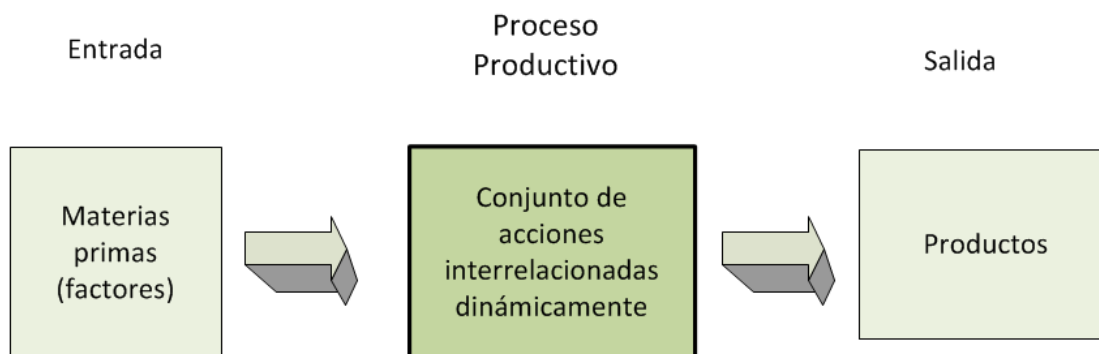 Entrada
Proceso
Productivo
Salida
Materias
primas
(factores)
Conjunto de
acciones
interrelacionadas
dinámicamente
Productos